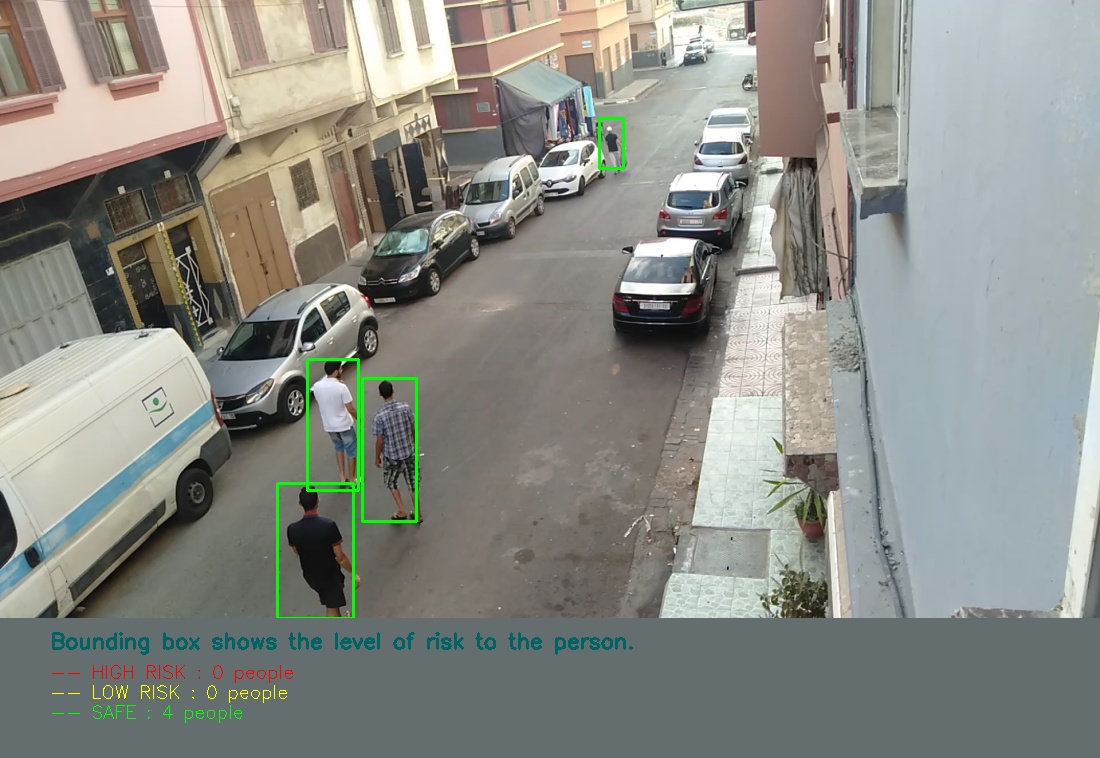 Bounding box shows the level of risk to the person.
—— HIGH RISK : 0 people
—— LOW RISK : 0 people
—— SAFE : 4 people